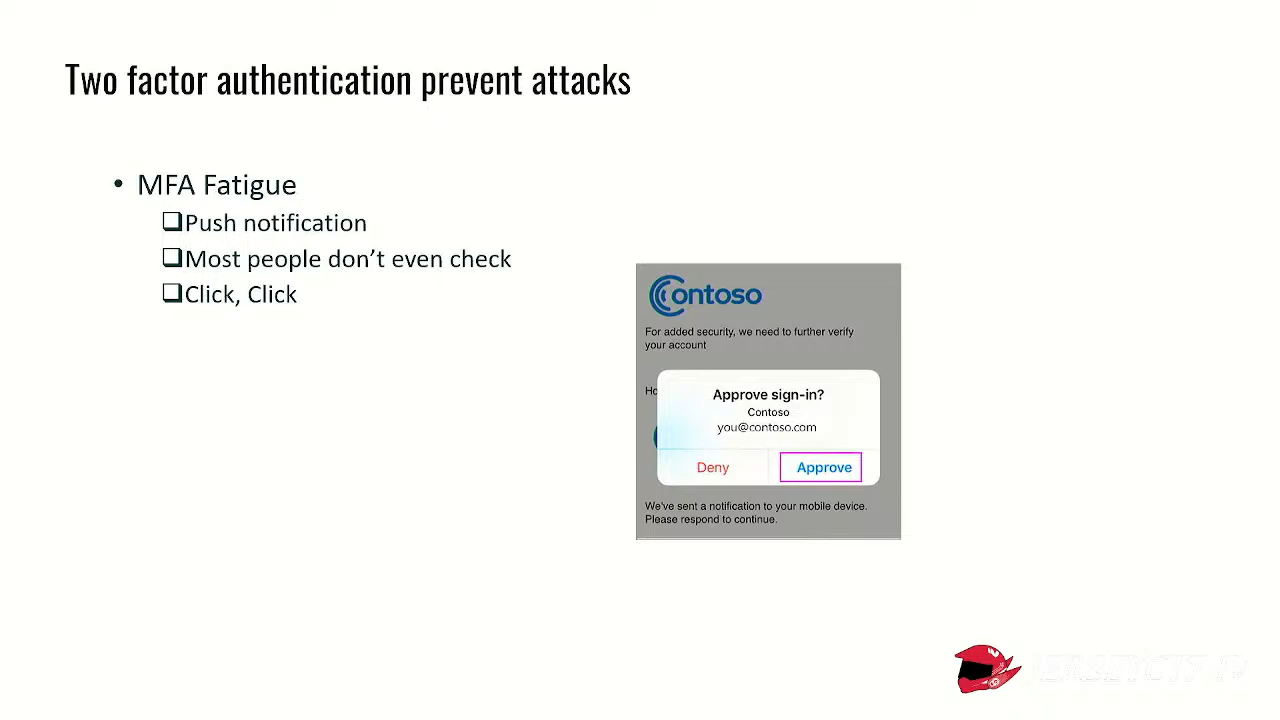 Two factor authentication prevent attacks
• MFA Fatigue
❑Push notification
❑Most people don't even check
❑Click, Click
Contoso
For added security, we need to further verify
your account
Approve sign-in?
Contoso
you@contoso.com
Deny
Approve
We've sent a notification to your mobile device.
Please respond to continue.